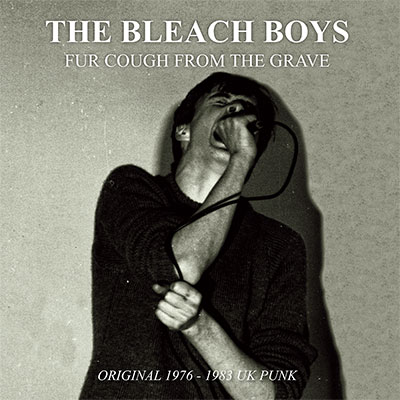 THE BLEACH BOYS
FUR COUGH FROM THE GRAVE
ORIGINAL 1976 - 1983 UK PUNK